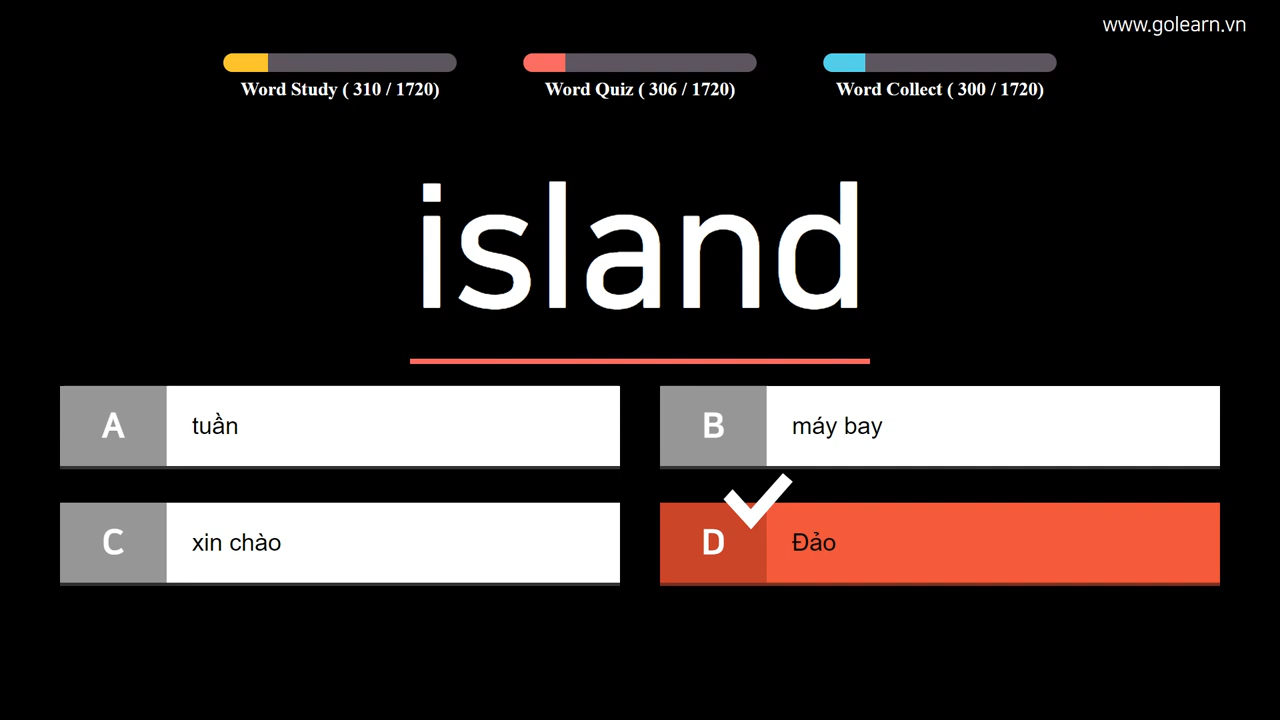 www.golearn.vn
Word Study ( 310 / 1720)
Word Quiz ( 306 / 1720)
Word Collect ( 300 / 1720)
island
A tuần
B máy bay
C xin chào
D Đảo